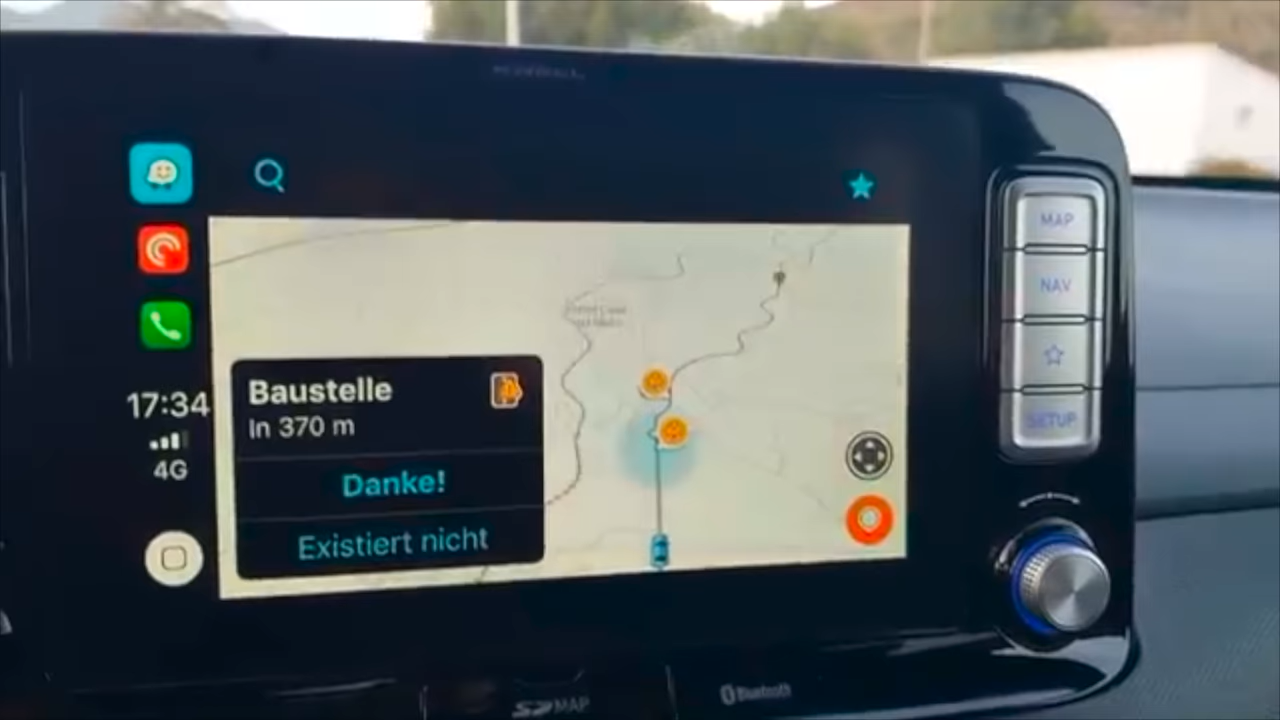 Baustelle
In 370 m
Danke!
Existiert nicht
17:34
4G
MAP
NAV
SETUP
SD MAP
Bluetooth